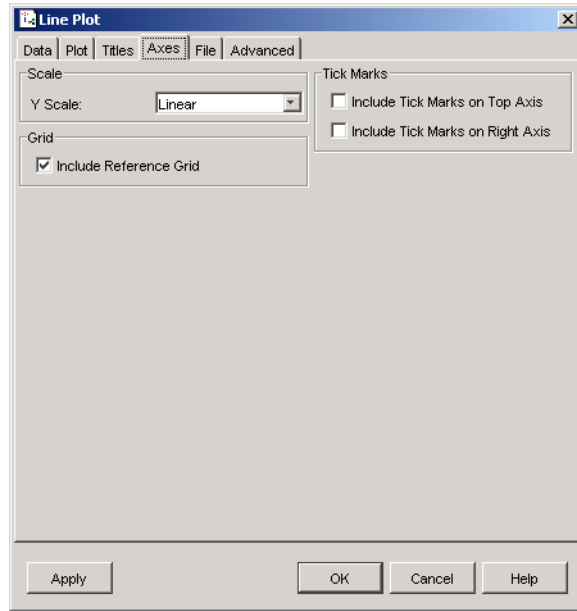 Line Plot
Data Plot Titles Axes File Advanced
Scale
Y Scale: Linear
Grid
Include Reference Grid
Tick Marks
Include Tick Marks on Top Axis
Include Tick Marks on Right Axis
Apply OK Cancel Help